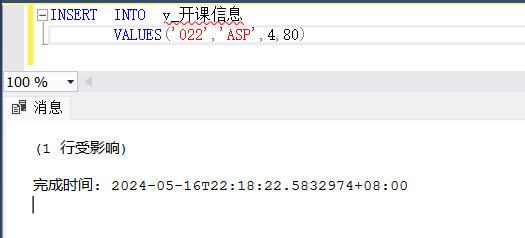 INSERT  INTO  v_开课信息
VALUES('022','ASP',4,80)
100 %
消息
(1 行受影响)
完成时间: 2024-05-16T22:18:22.5832974+08:00